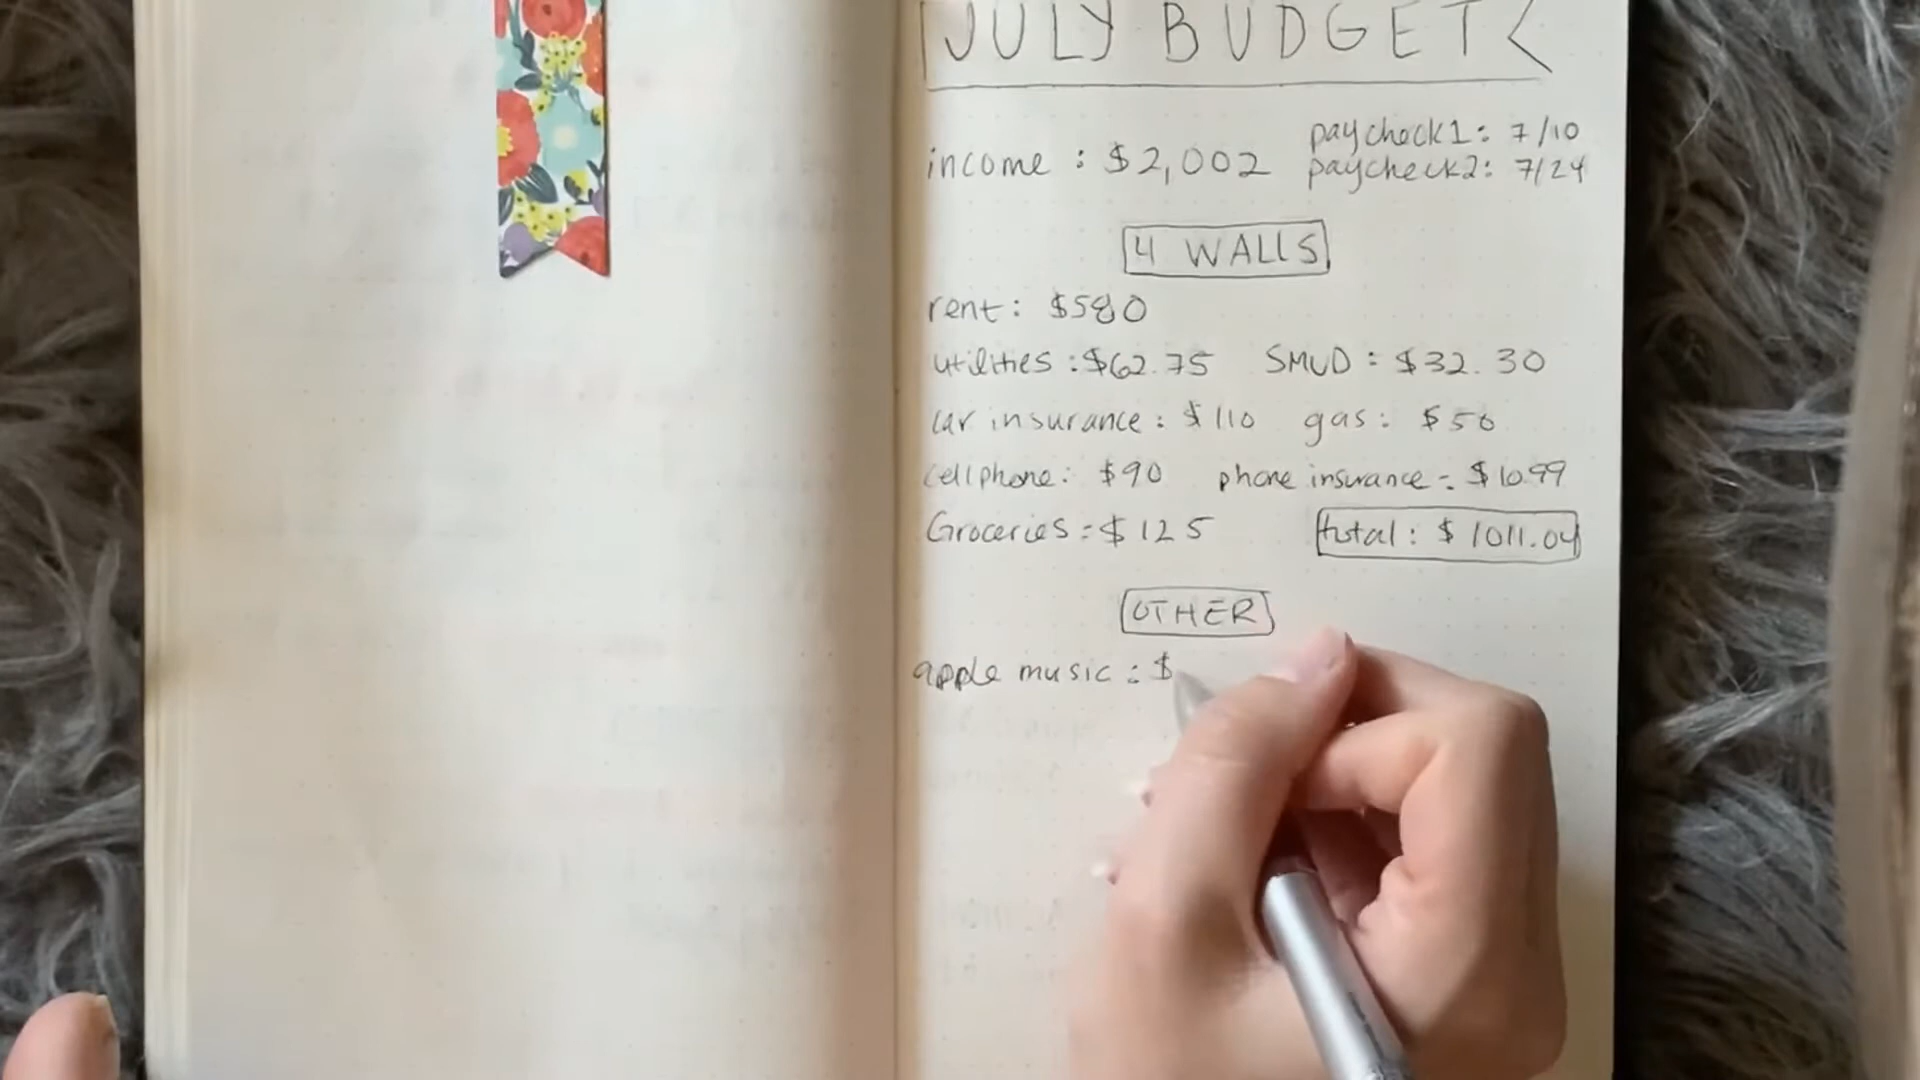 JULY BUDGET
income : $2,002
paycheck1: 7/10
paycheck2: 7/24
4 WALLS
rent: $580
utilities : $62.75 SMUD : $32.30
car insurance : $110 gas : $50
cellphone: $90 phone insurance - $10.99
Groceries : $125 total : $1011.04
OTHER
apple music : $